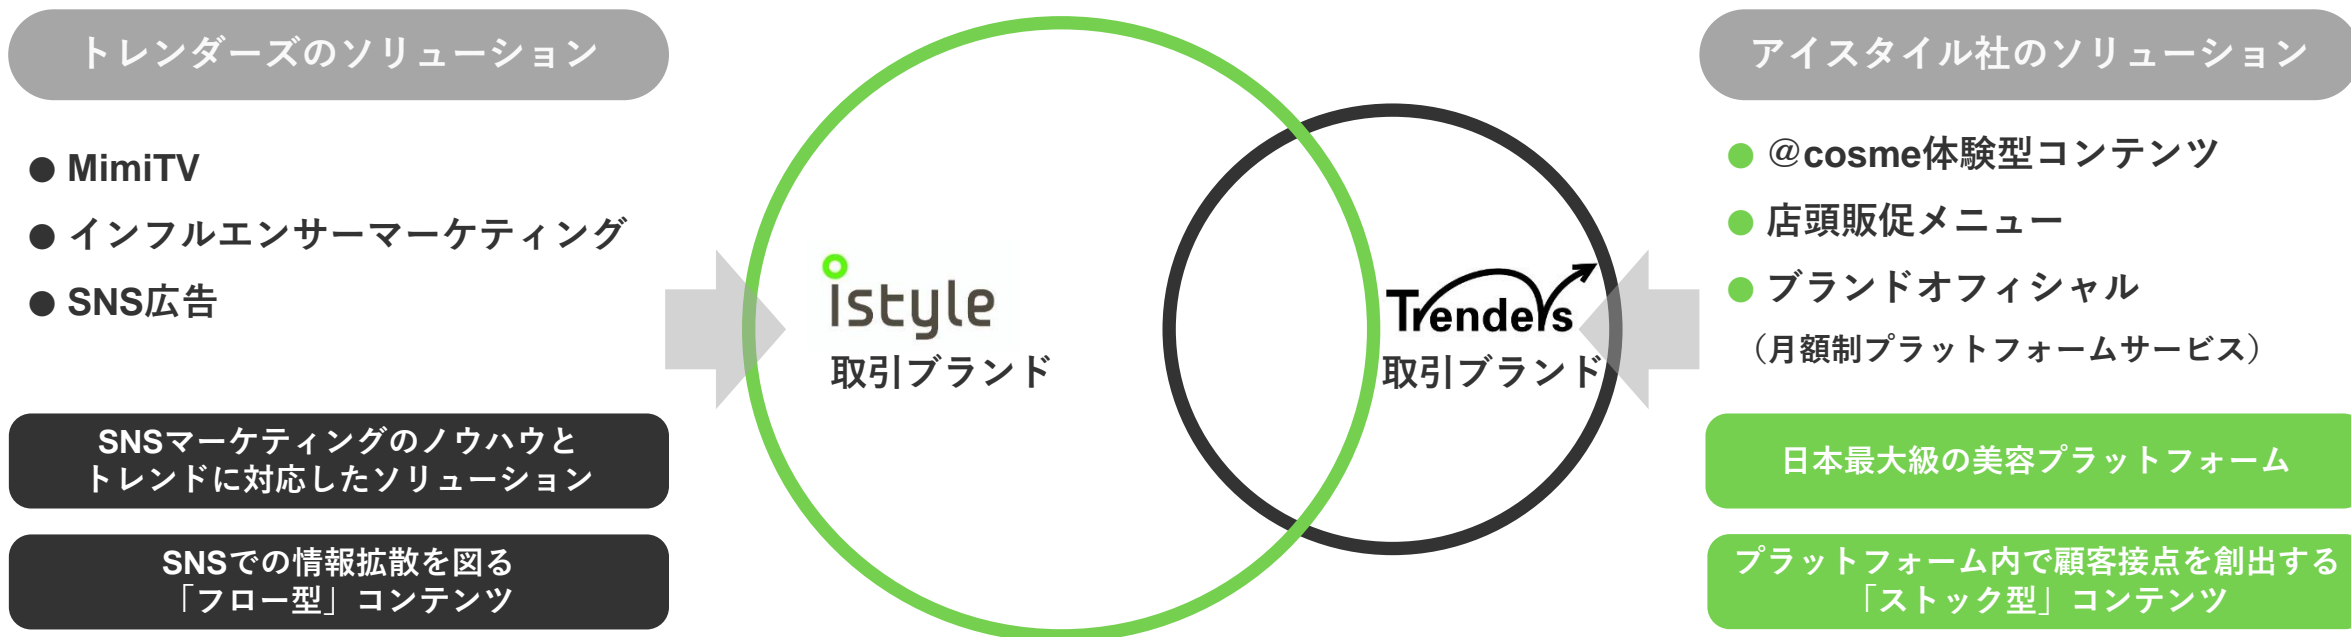 トレンダーズのソリューション
● MimiTV
● インフルエンサーマーケティング
● SNS広告
SNSマーケティングのノウハウと
トレンドに対応したソリューション
SNSでの情報拡散を図る
「フロー型」コンテンツ
istyle
取引ブランド
Trenders
取引ブランド
アイスタイル社のソリューション
● @cosme体験型コンテンツ
● 店頭販促メニュー
● ブランドオフィシャル
（月額制プラットフォームサービス）
日本最大級の美容プラットフォーム
プラットフォーム内で顧客接点を創出する
「ストック型」コンテンツ